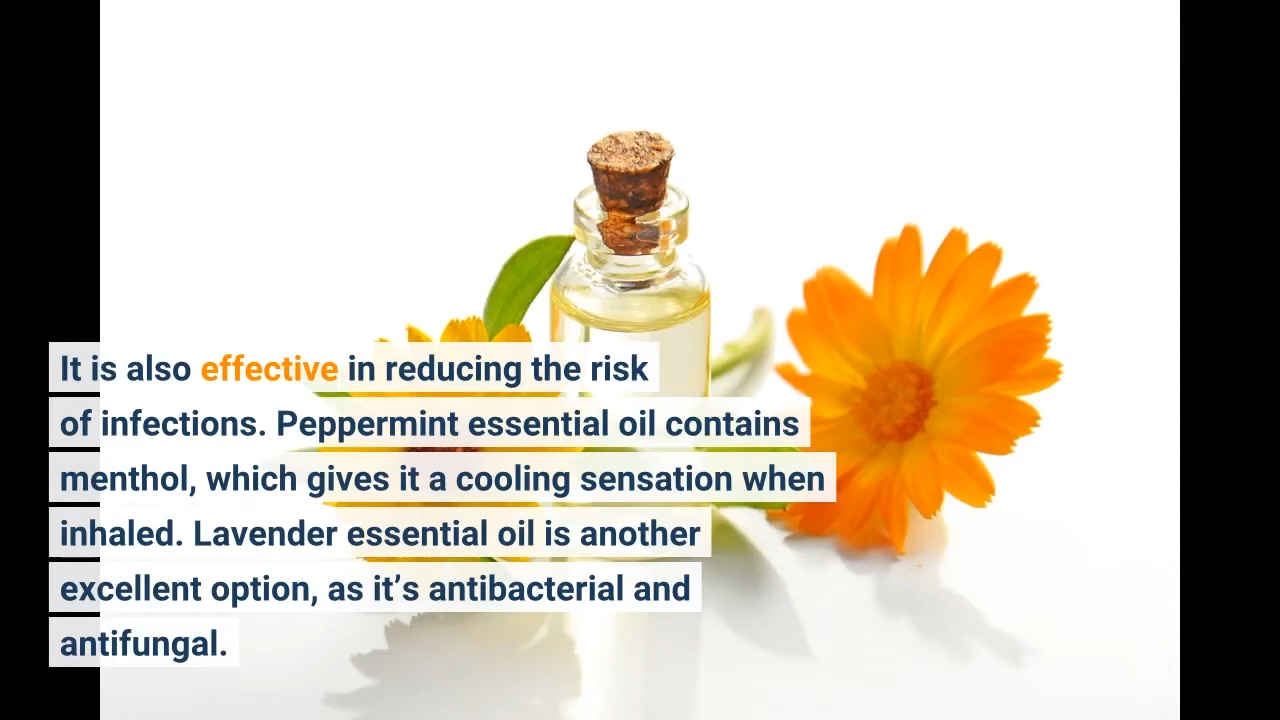 It is also effective in reducing the risk
of infections. Peppermint essential oil contains
menthol, which gives it a cooling sensation when
inhaled. Lavender essential oil is another
excellent option, as it’s antibacterial and
antifungal.